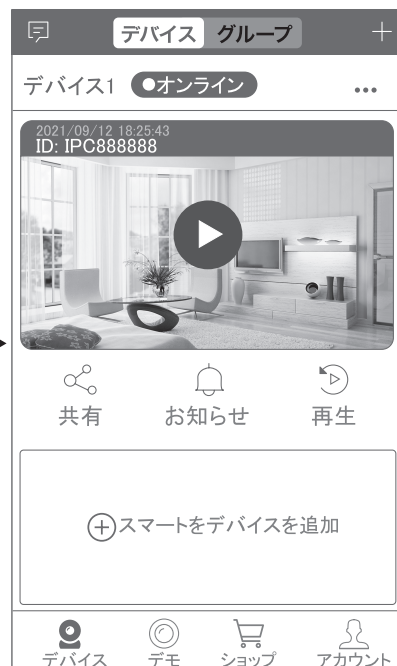 デバイス グループ
デバイス1 オンライン ...
2021/09/12 18:25:43
ID: IPC888888
共有 お知らせ 再生
スマートをデバイスを追加
デバイス デモ ショップ アカウント